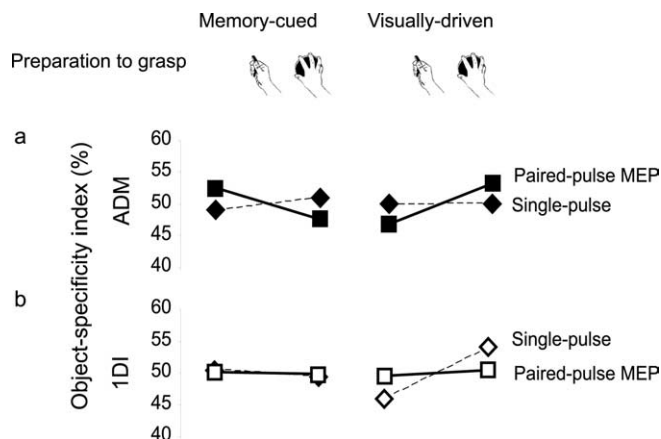 Memory-cued Visually-driven
Preparation to grasp
a
Object-specificity index (%)
ADM
60
55
50
45
40
Paired-pulse MEP
Single-pulse
b
1DI
60
55
50
45
40
Single-pulse
Paired-pulse MEP